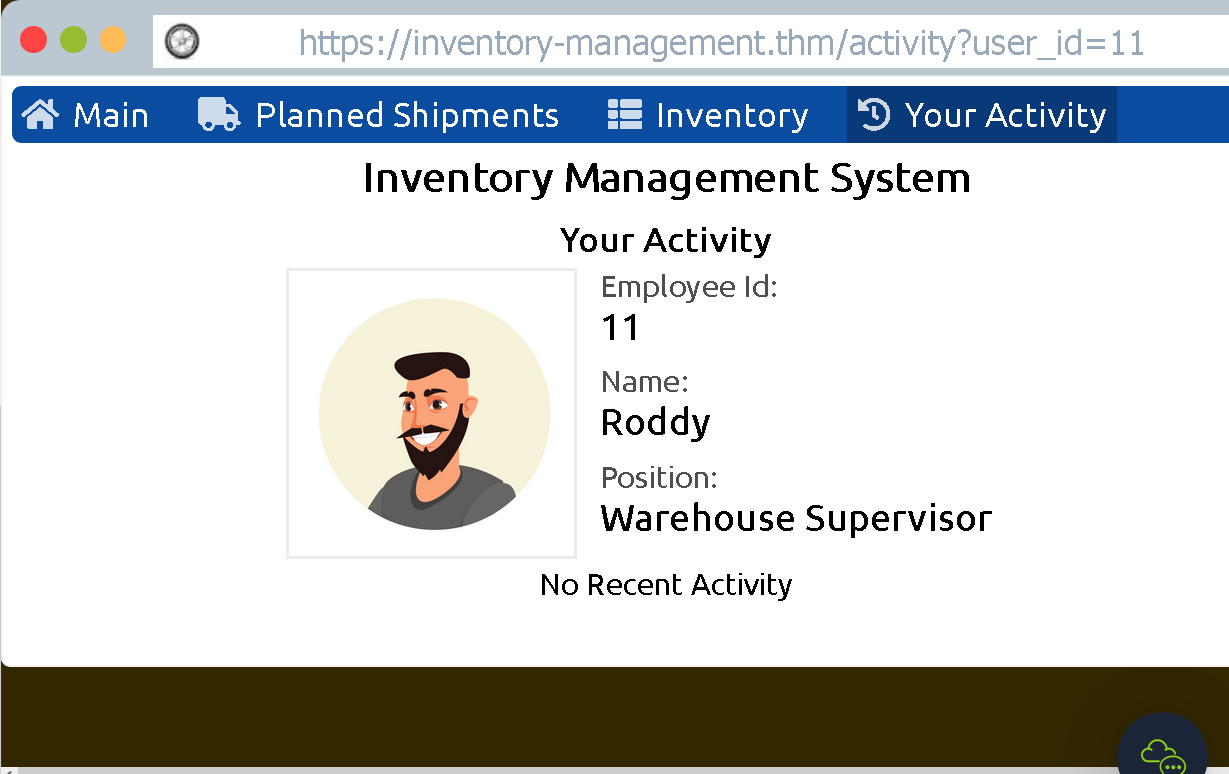 https://inventory-management.thm/activity?user_id=11
Main Planned Shipments Inventory Your Activity
Inventory Management System
Your Activity
Employee Id:
11
Name:
Roddy
Position:
Warehouse Supervisor
No Recent Activity